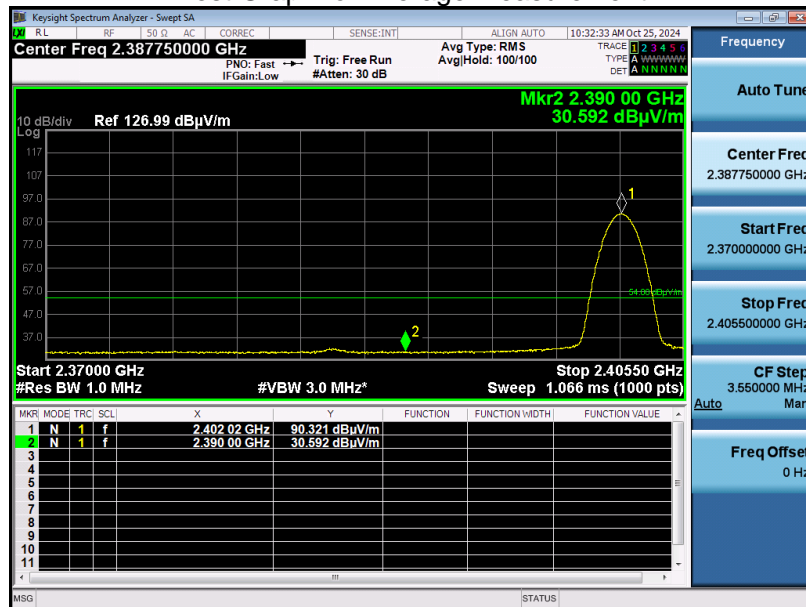 Keysight Spectrum Analyzer - Swept SA
RL RF 50 Ω AC CORREC SENSE:INT ALIGN AUTO 10:32:33 AM Oct 25, 2024
Center Freq 2.387750000 GHz
PNO: Fast
IFGain:Low
Trig: Free Run
#Atten: 30 dB
Avg Type: RMS
Avg|Hold: 100/100
TRACE 1 2 3 4 5 6
TYPE A WWWWW
DET A N N N N N
Mkr2 2.390 00 GHz
30.592 dBµV/m
10 dB/div Ref 126.99 dBµV/m
Log
117
107
97.0
87.0
77.0
67.0
57.0
47.0
37.0
1
54.00 dBµV/m
2
Start 2.37000 GHz Stop 2.40550 GHz
#Res BW 1.0 MHz #VBW 3.0 MHz* Sweep 1.066 ms (1000 pts)
MKR MODE TRC SCL X Y FUNCTION FUNCTION WIDTH FUNCTION VALUE
1 N 1 f 2.402 02 GHz 90.321 dBµV/m
2 N 1 f 2.390 00 GHz 30.592 dBµV/m
3
4
5
6
7
8
9
10
11
MSG STATUS
Frequency
Auto Tune
Center Freq
2.387750000 GHz
Start Freq
2.370000000 GHz
Stop Freq
2.405500000 GHz
CF Step
3.550000 MHz
Auto Man
Freq Offset
0 Hz